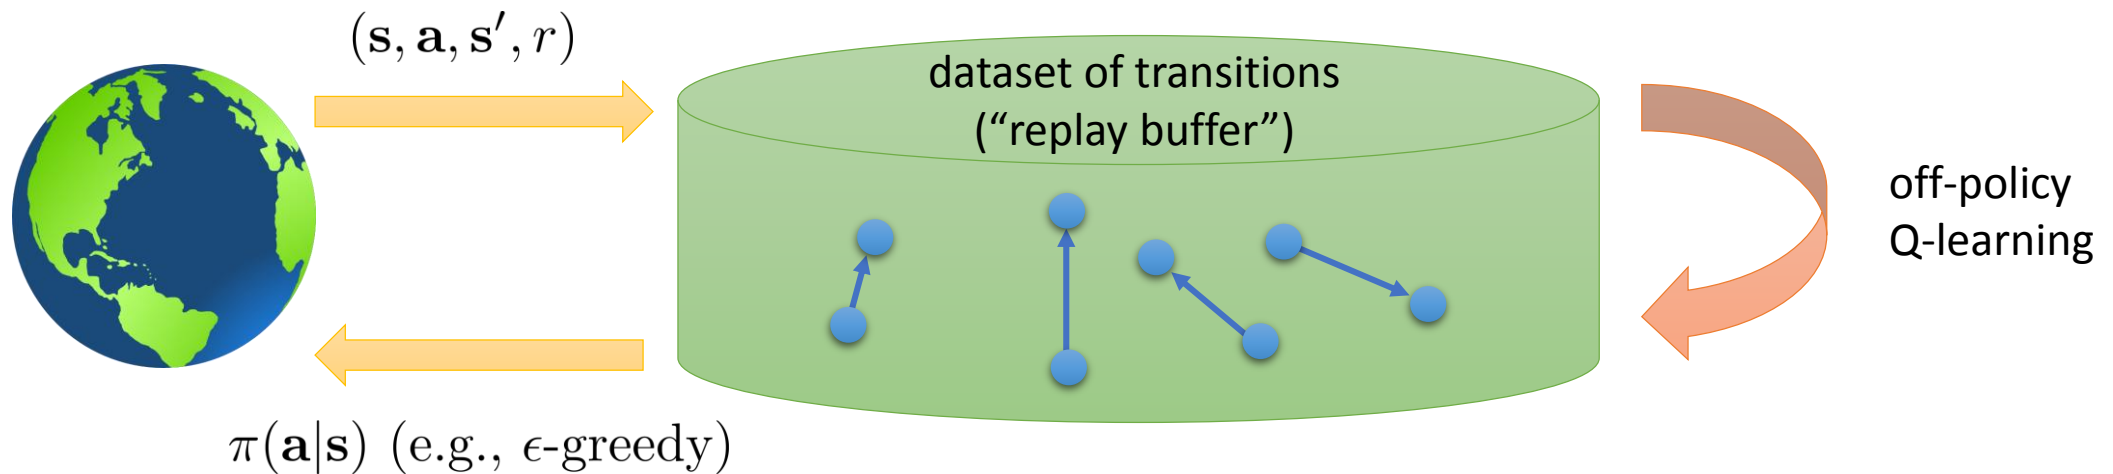 (s, a, s′, r)
dataset of transitions
(“replay buffer”)
off-policy
Q-learning
π(a|s) (e.g., ϵ-greedy)